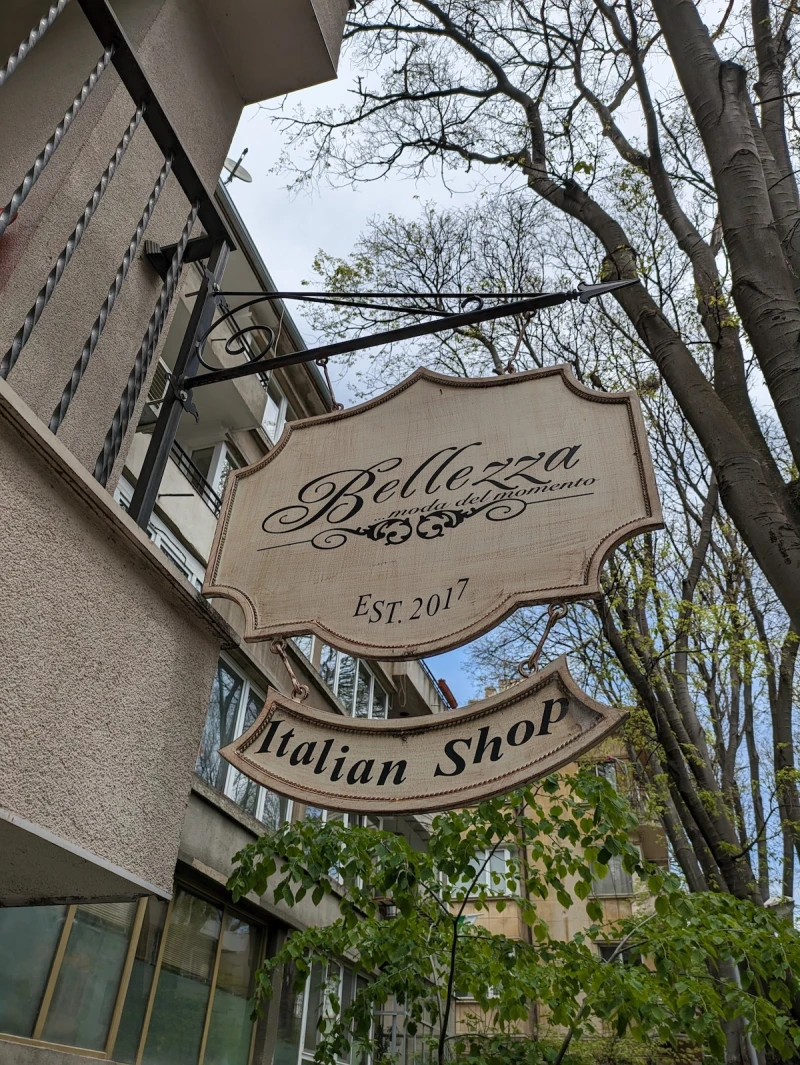 Bellezza
moda del momento
EST. 2017
Italian Shop